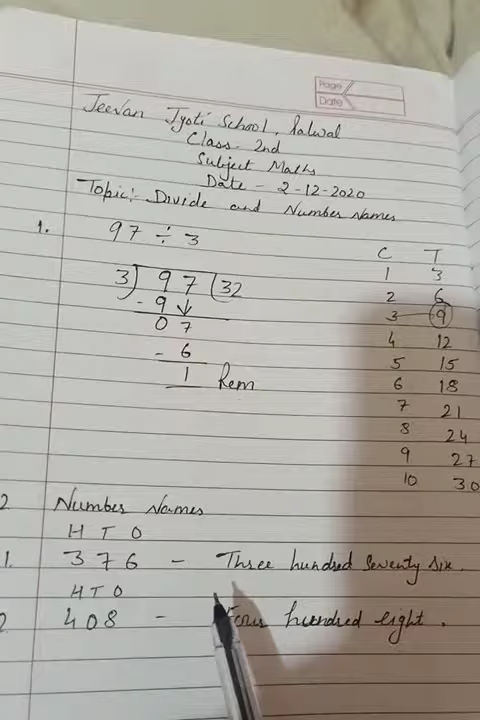 Page
Date
Jeevan Jyoti School, Palwal
Class - 2nd
Subject Maths
Date - 2-12-2020
Topic:- Divide and Number Names
1. 97 ÷ 3
3) 97 (32
- 9 ↓
0 7
- 6
1 Rem
C T
1 3
2 6
3 9
4 12
5 15
6 18
7 21
8 24
9 27
10 30
2 Number Names
H T O
1. 376 - Three hundred seventy six.
H T O
2 408 - Four hundred eight.